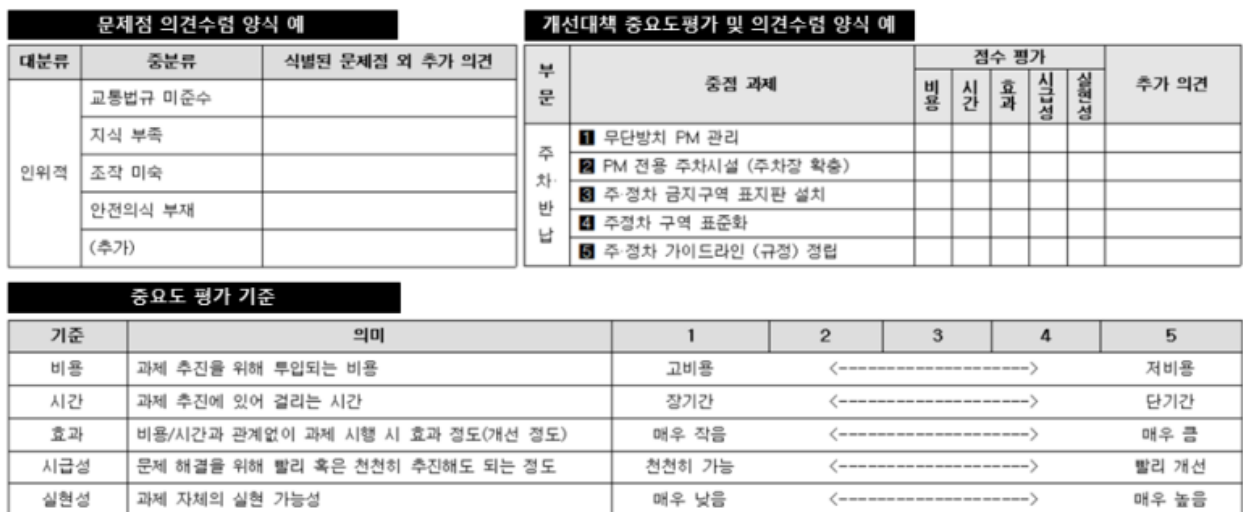 문제점 의견수렴 양식 예
대분류 중분류 식별된 문제점 외 추가 의견
인위적
교통법규 미준수
지식 부족
조작 미숙
안전의식 부재
(추가)
개선대책 중요도평가 및 의견수렴 양식 예
부문 중점 과제 점수 평가 추가 의견
비용 시간 효과 시급성 실현성
주차·반납
1 무단방치 PM 관리
2 PM 전용 주차시설 (주차장 확충)
3 주·정차 금지구역 표지판 설치
4 주정차 구역 표준화
5 주·정차 가이드라인 (규정) 정립
중요도 평가 기준
기준 의미 1 2 3 4 5
비용 과제 추진을 위해 투입되는 비용 고비용 <--------------------> 저비용
시간 과제 추진에 있어 걸리는 시간 장기간 <--------------------> 단기간
효과 비용/시간과 관계없이 과제 시행 시 효과 정도(개선 정도) 매우 작음 <--------------------> 매우 큼
시급성 문제 해결을 위해 빨리 혹은 천천히 추진해도 되는 정도 천천히 가능 <--------------------> 빨리 개선
실현성 과제 자체의 실현 가능성 매우 낮음 <--------------------> 매우 높음